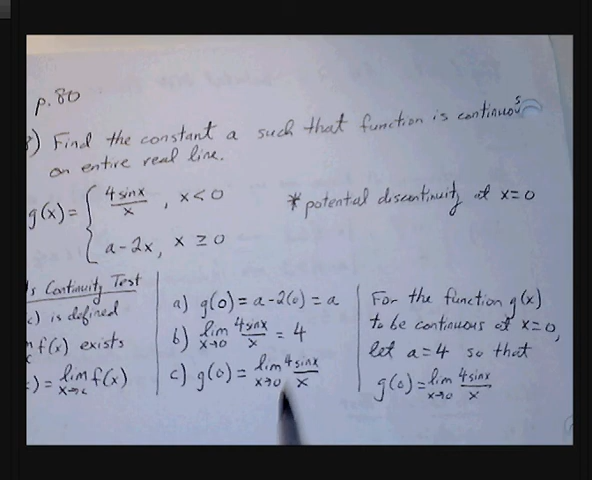 p.80
) Find the constant a such that function is continuous
on entire real line.
g(x) = { 4sinx/x , x < 0
a - 2x, x ≥ 0
* potential discontinuity at x=0
s Continuity Test
c) is defined
f(x) exists
) = lim x→c f(x)
a) g(0) = a - 2(0) = a
b) lim x→0 4sinx/x = 4
c) g(0) = lim x→0 4sinx/x
For the function g(x)
to be continuous at x=0,
let a=4 so that
g(0) = lim x→0 4sinx/x